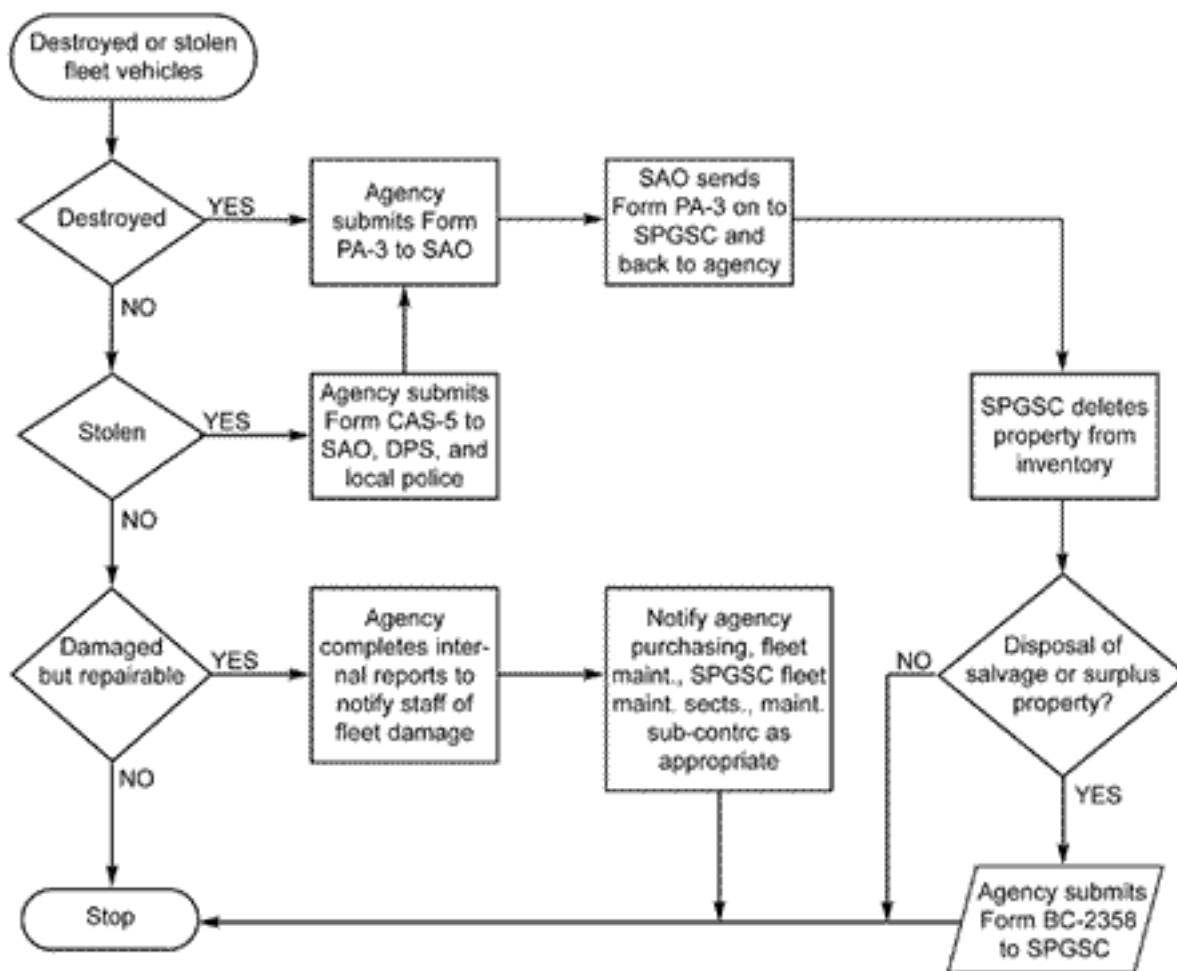 Destroyed or stolen
fleet vehicles
Destroyed
YES
NO
Agency
submits Form
PA-3 to SAO
SAO sends
Form PA-3 on to
SPGSC and
back to agency
Stolen
YES
NO
Agency submits
Form CAS-5 to
SAO, DPS, and
local police
SPGSC deletes
property from
inventory
Damaged
but repairable
YES
NO
Agency
completes inter-
nal reports to
notify staff of
fleet damage
Notify agency
purchasing, fleet
maint., SPGSC fleet
maint. sects., maint.
sub-contrc as
appropriate
Disposal of
salvage or surplus
property?
NO
YES
Agency submits
Form BC-2358
to SPGSC
Stop